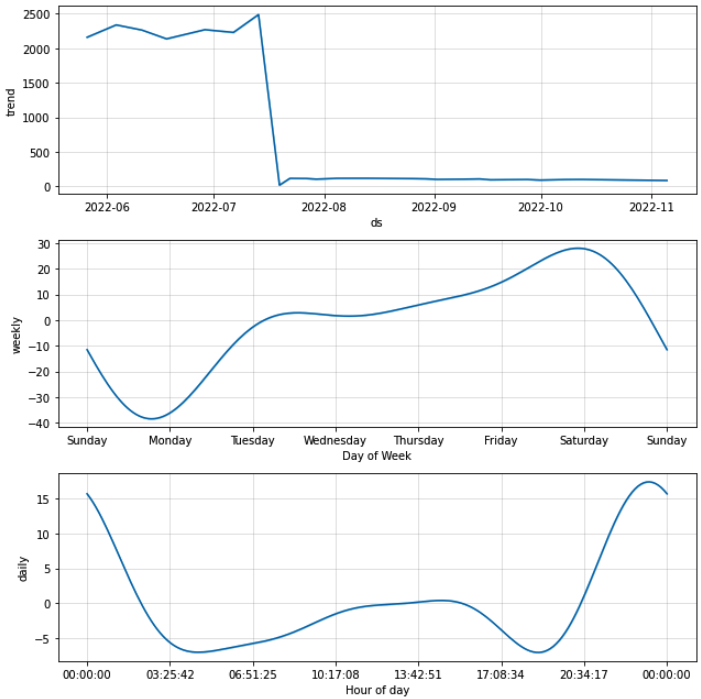 2500
2000
1500
1000
500
0
trend
2022-06 2022-07 2022-08 2022-09 2022-10 2022-11
ds
30
20
10
0
−10
−20
−30
−40
weekly
Sunday Monday Tuesday Wednesday Thursday Friday Saturday Sunday
Day of Week
15
10
5
0
−5
daily
00:00:00 03:25:42 06:51:25 10:17:08 13:42:51 17:08:34 20:34:17 00:00:00
Hour of day